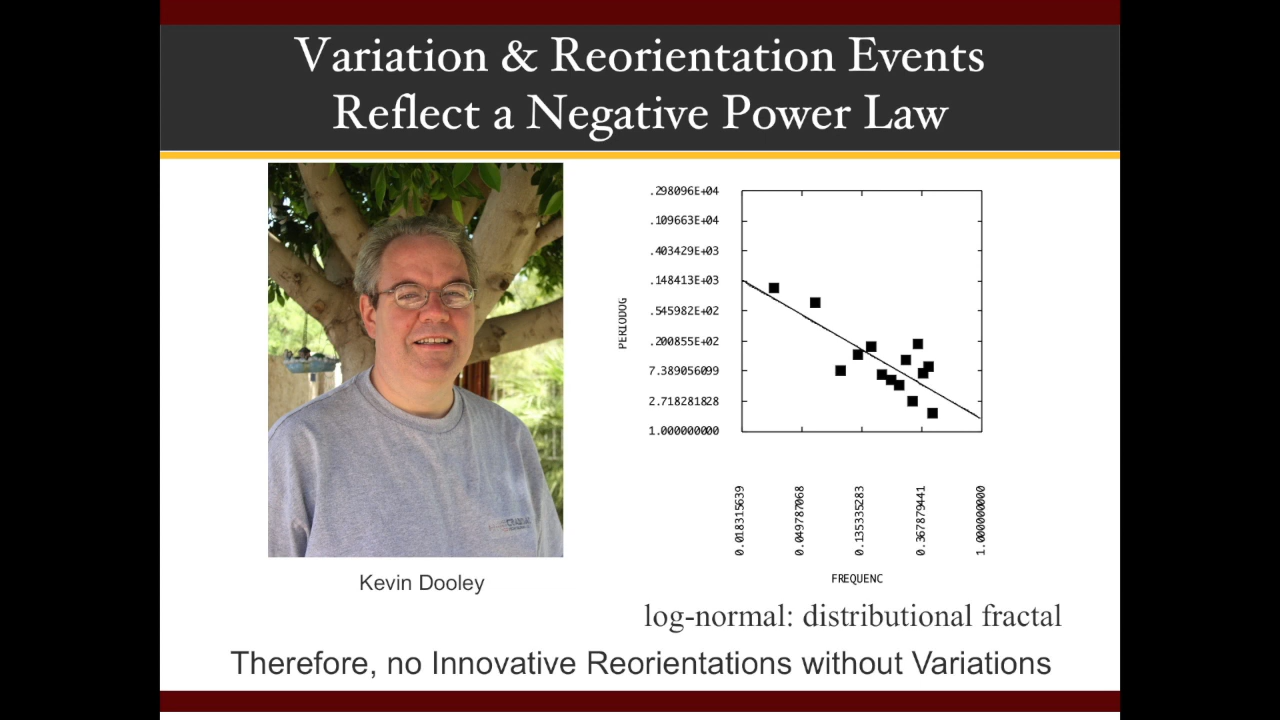 Variation & Reorientation Events
Reflect a Negative Power Law
.298096E+04
.109663E+04
.403429E+03
.148413E+03
.545982E+02
.200855E+02
7.389056099
2.718281828
1.000000000
PERIODOG
0.018315639
0.049787068
0.135335283
0.367879441
1.000000000
FREQUENC
Kevin Dooley
log-normal: distributional fractal
Therefore, no Innovative Reorientations without Variations